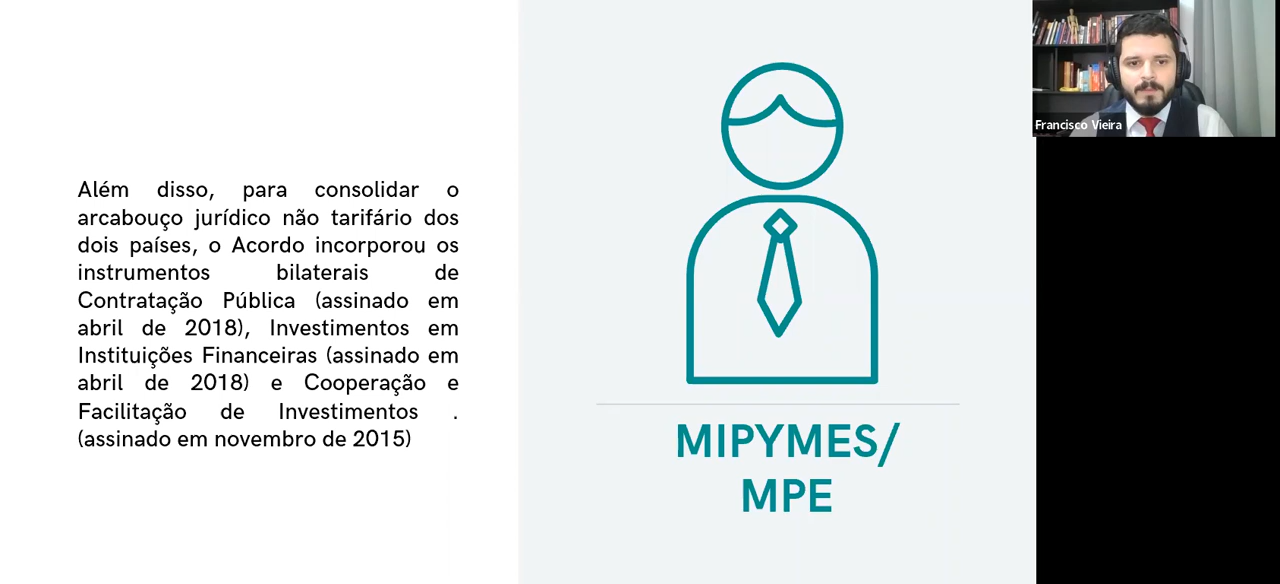 Além disso, para consolidar o
arcabouço jurídico não tarifário dos
dois países, o Acordo incorporou os
instrumentos bilaterais de
Contratação Pública (assinado em
abril de 2018), Investimentos em
Instituições Financeiras (assinado em
abril de 2018) e Cooperação e
Facilitação de Investimentos .
(assinado em novembro de 2015)
MIPYMES/
MPE
Francisco Vieira